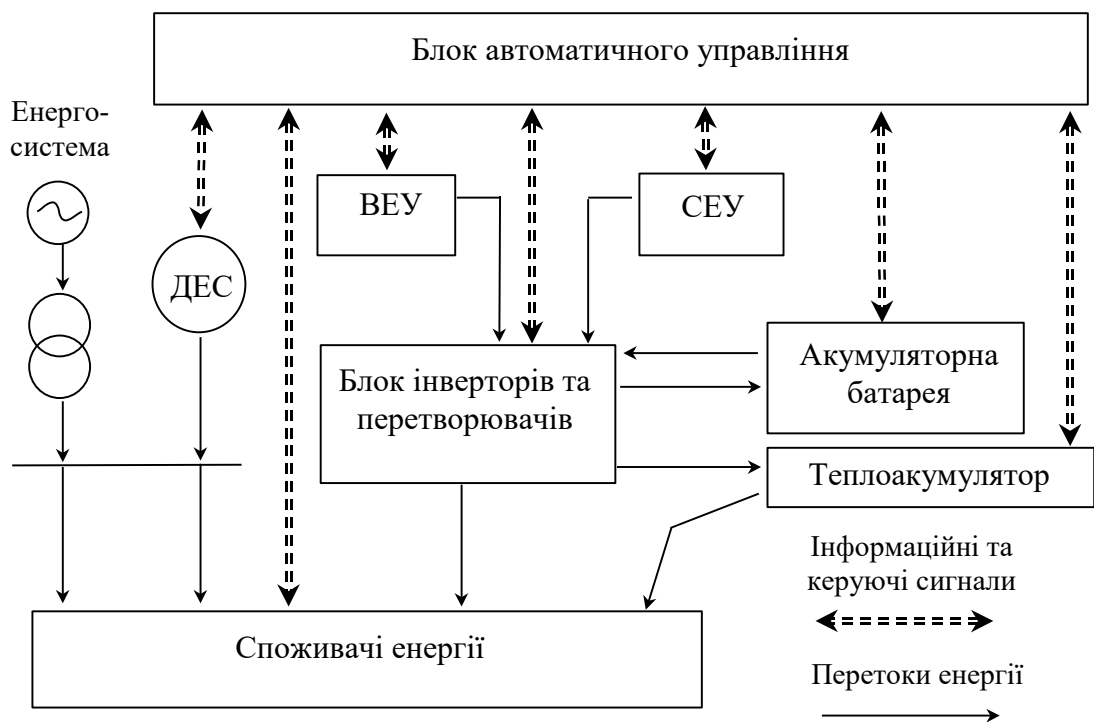 Блок автоматичного управління
Енерго-
система
ВЕУ
СЕУ
ДЕС
Блок інверторів та
перетворювачів
Акумуляторна
батарея
Теплоакумулятор
Інформаційні та
керуючі сигнали
Споживачі енергії
Перетоки енергії